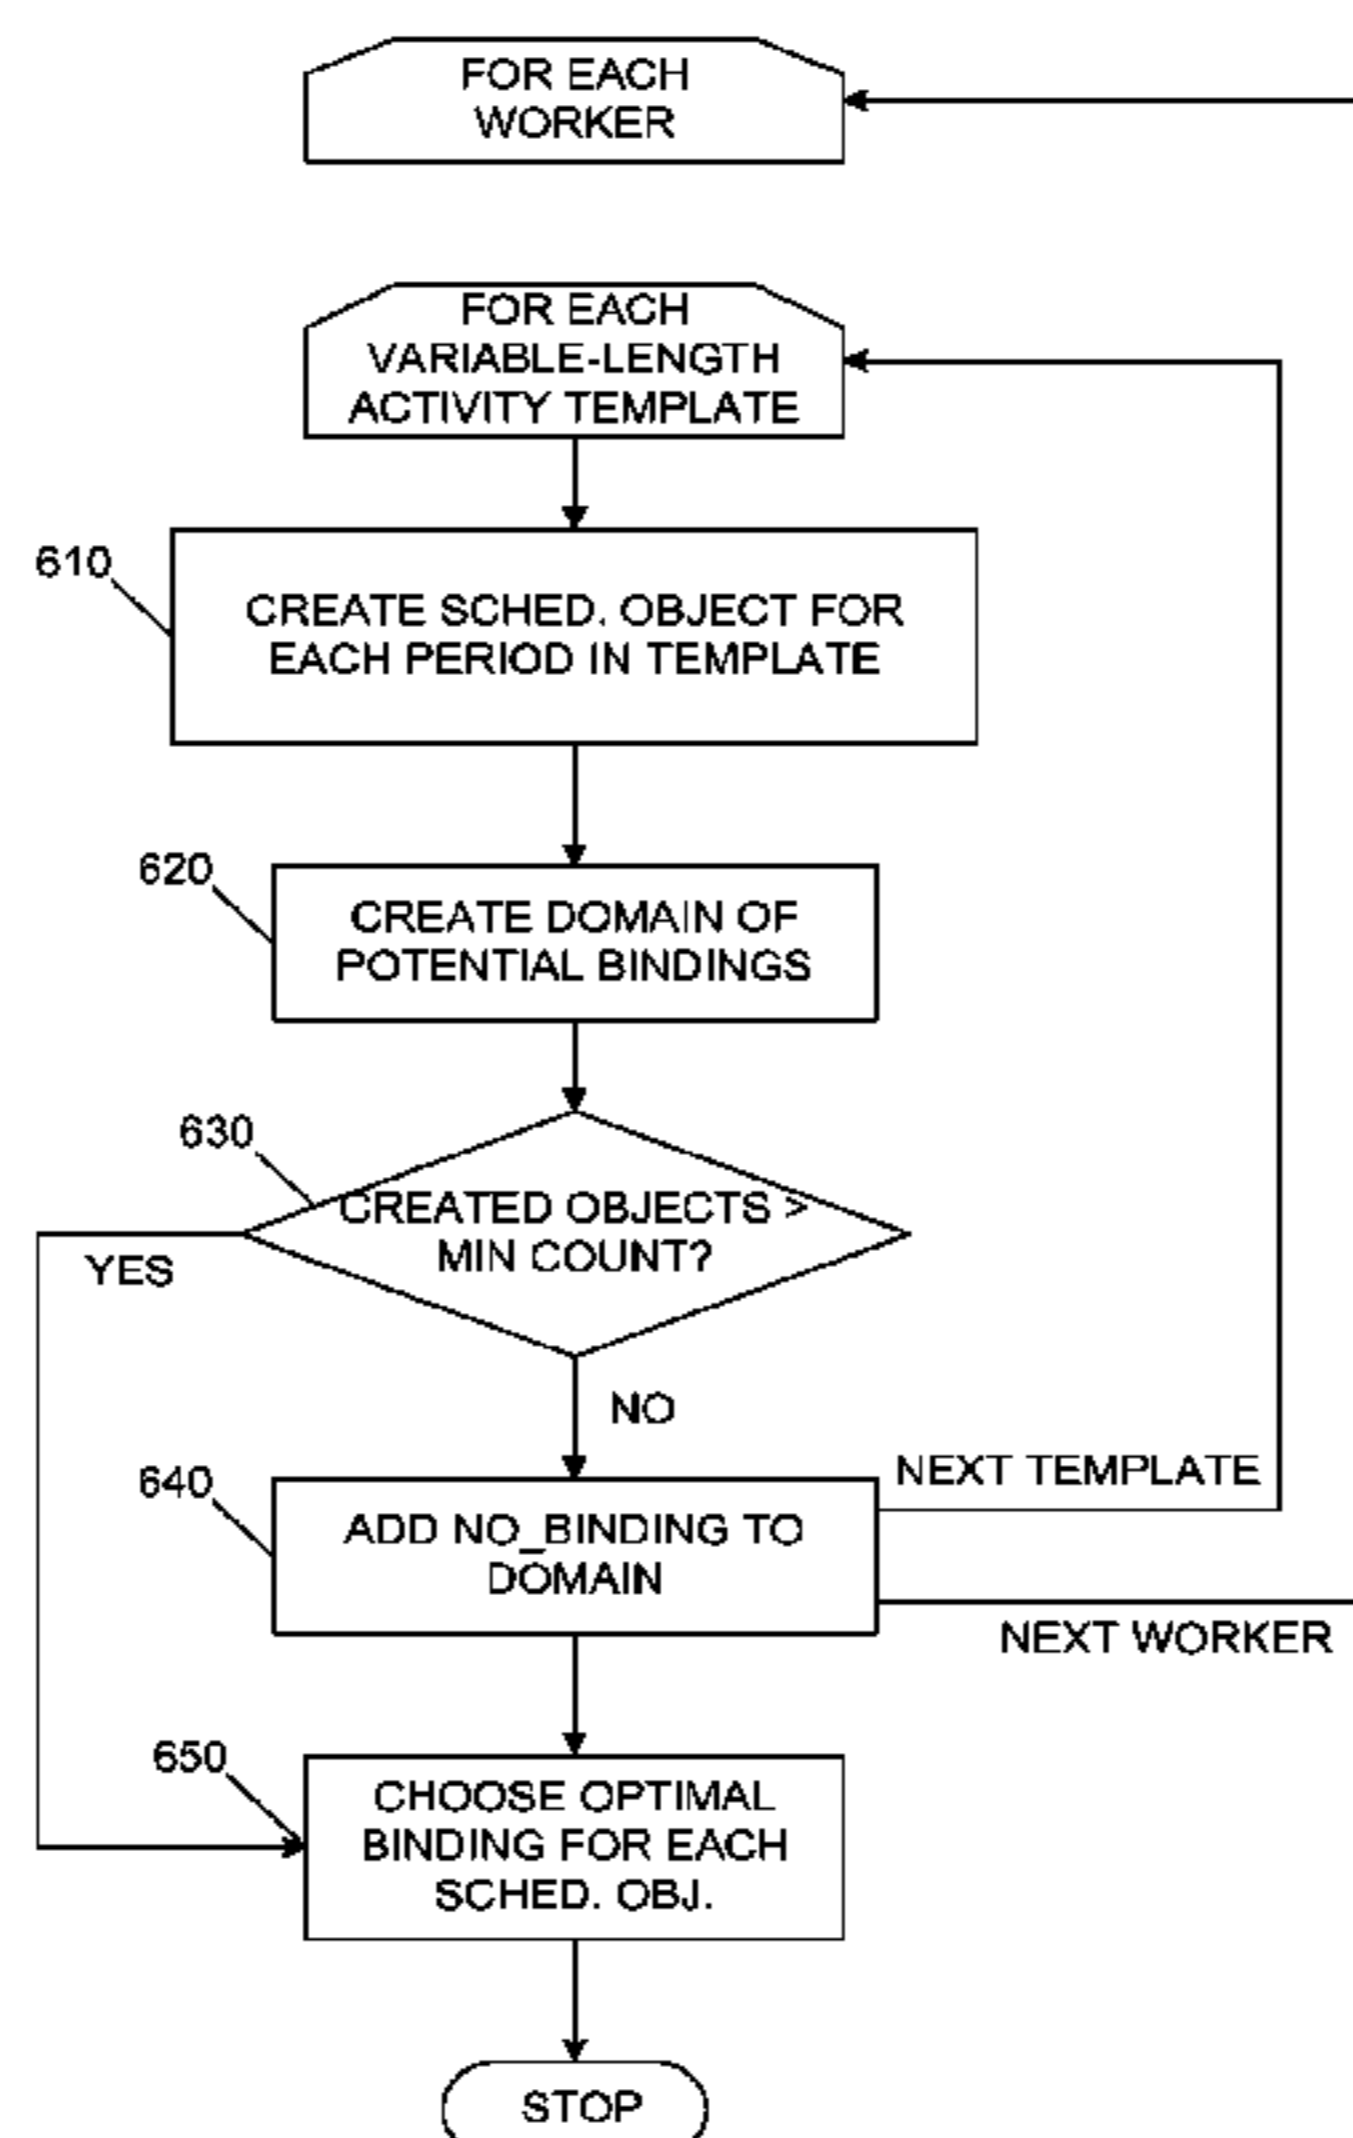 FOR EACH
WORKER
FOR EACH
VARIABLE-LENGTH
ACTIVITY TEMPLATE
610
CREATE SCHED. OBJECT FOR
EACH PERIOD IN TEMPLATE
620
CREATE DOMAIN OF
POTENTIAL BINDINGS
630
CREATED OBJECTS >
MIN COUNT?
YES
NO
640
ADD NO_BINDING TO
DOMAIN
NEXT TEMPLATE
NEXT WORKER
650
CHOOSE OPTIMAL
BINDING FOR EACH
SCHED. OBJ.
STOP